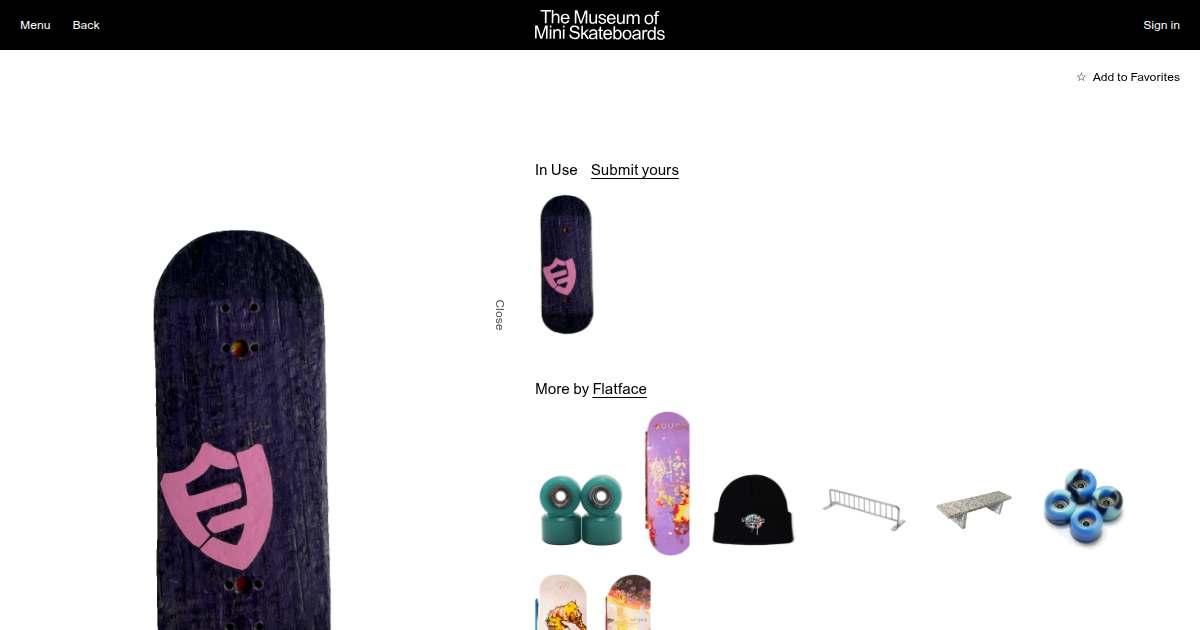 Menu
Back
The Museum of
Mini Skateboards
Sign in
☆ Add to Favorites
In Use
Submit yours
Close
More by Flatface